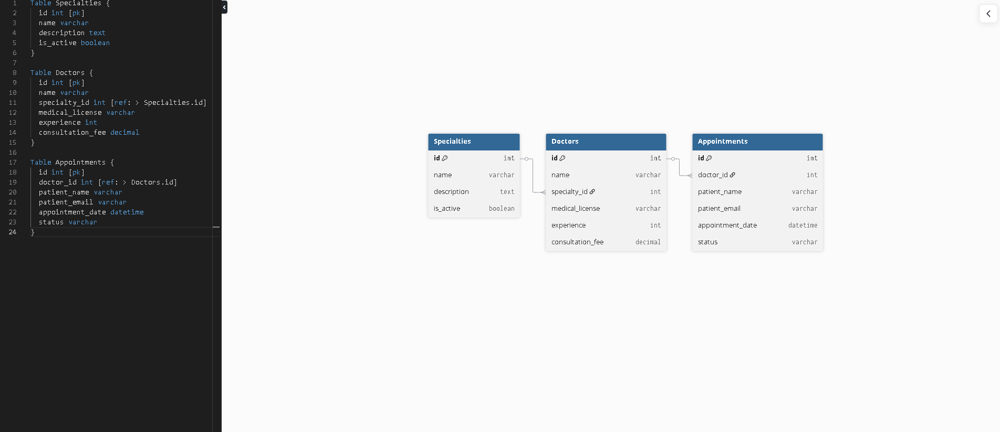 1 Table Specialties {
2 id int [pk]
3 name varchar
4 description text
5 is_active boolean
6 }
7
8 Table Doctors {
9 id int [pk]
10 name varchar
11 specialty_id int [ref: > Specialties.id]
12 medical_license varchar
13 experience int
14 consultation_fee decimal
15 }
16
17 Table Appointments {
18 id int [pk]
19 doctor_id int [ref: > Doctors.id]
20 patient_name varchar
21 patient_email varchar
22 appointment_date datetime
23 status varchar
24 }
Specialties
id int
name varchar
description text
is_active boolean
Doctors
id int
name varchar
specialty_id int
medical_license varchar
experience int
consultation_fee decimal
Appointments
id int
doctor_id int
patient_name varchar
patient_email varchar
appointment_date datetime
status varchar